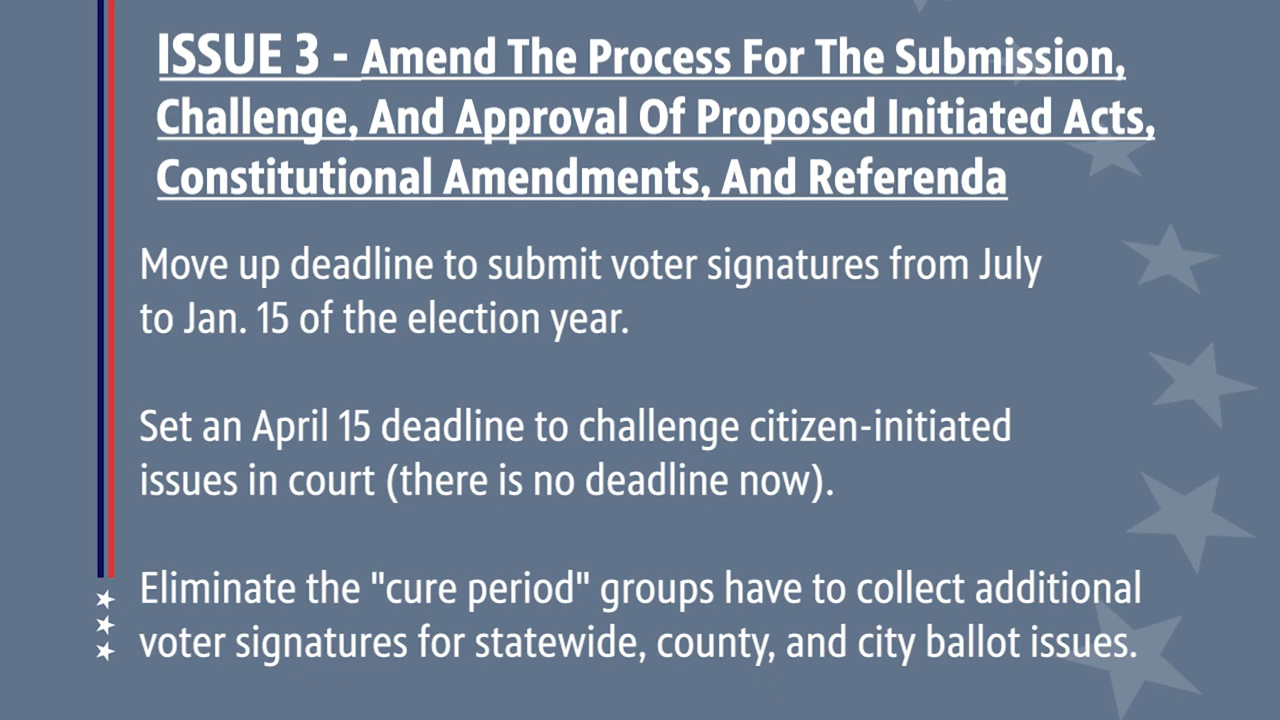 ISSUE 3 - Amend The Process For The Submission,
Challenge, And Approval Of Proposed Initiated Acts,
Constitutional Amendments, And Referenda
Move up deadline to submit voter signatures from July
to Jan. 15 of the election year.
Set an April 15 deadline to challenge citizen-initiated
issues in court (there is no deadline now).
Eliminate the "cure period" groups have to collect additional
voter signatures for statewide, county, and city ballot issues.